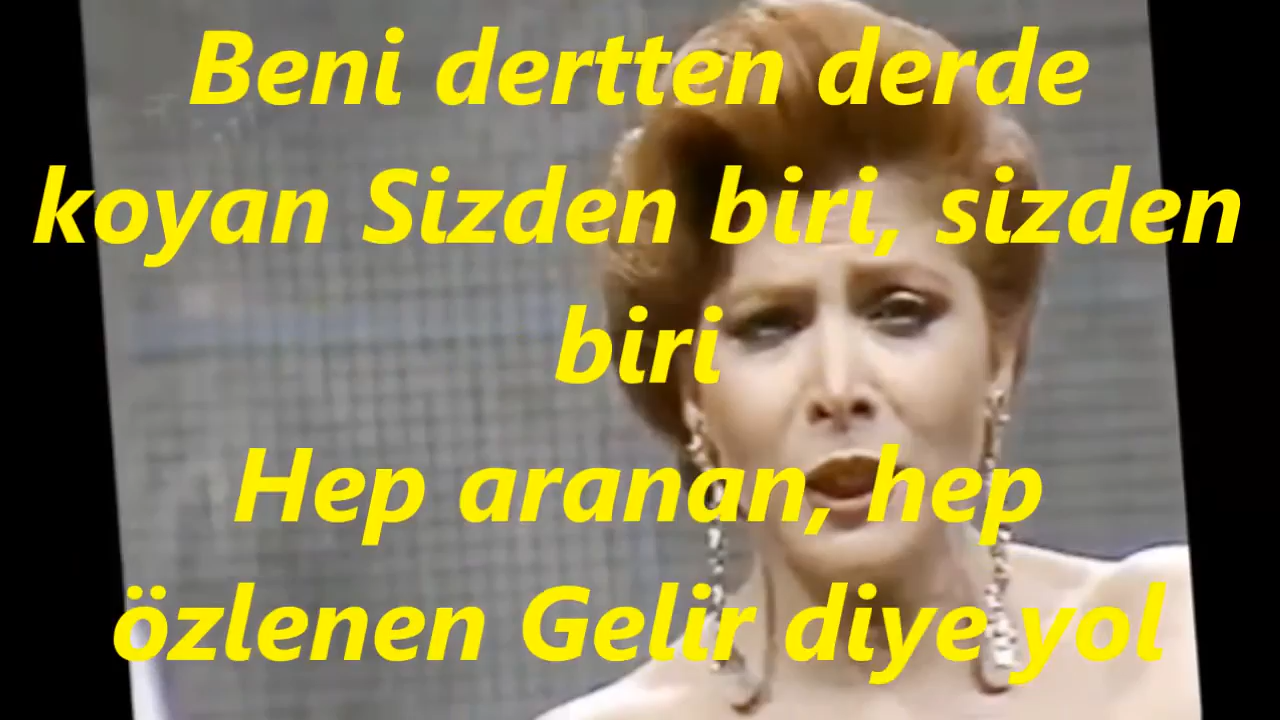 Beni dertten derde
koyan Sizden biri, sizden
biri
Hep aranan, hep
özlenen Gelir diye yol